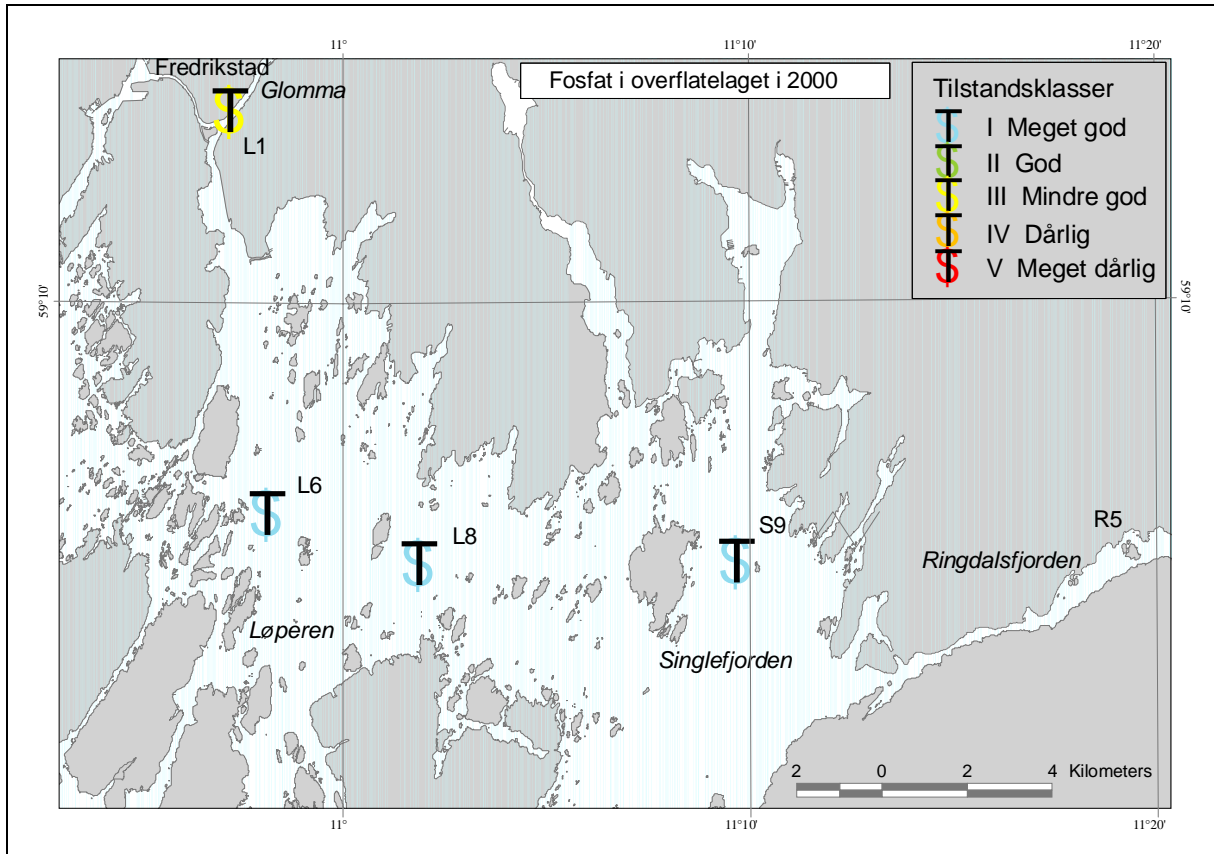 11°
11°10'
11°20'
Fredrikstad
Glomma
L1
Fosfat i overflatelaget i 2000
Tilstandsklasser
$ I Meget god
$ II God
$ III Mindre god
$ IV Dårlig
$ V Meget dårlig
59°10'
59°10'
L6
L8
S9
R5
Ringdalsfjorden
Løperen
Singlefjorden
2 0 2 4 Kilometers
11°
11°10'
11°20'